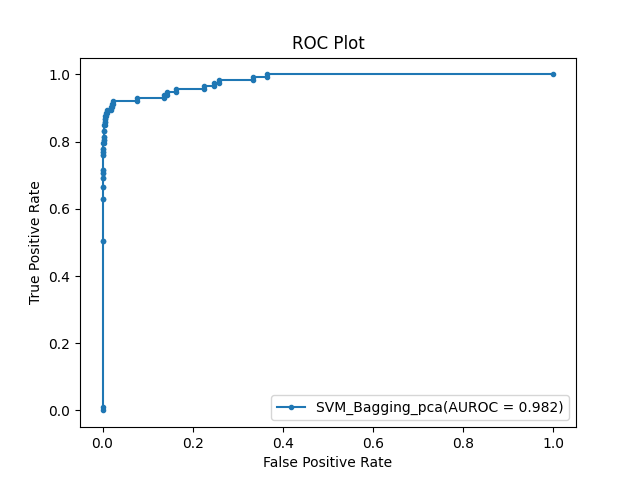 ROC Plot
1.0
0.8
0.6
0.4
0.2
0.0
True Positive Rate
SVM_Bagging_pca(AUROC = 0.982)
0.0 0.2 0.4 0.6 0.8 1.0
False Positive Rate